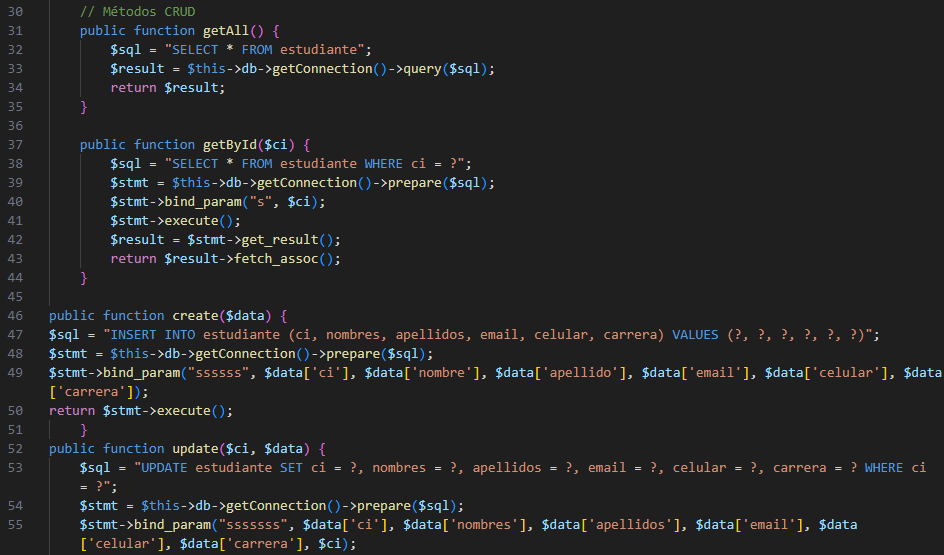 30 // Métodos CRUD
31 public function getAll() {
32 $sql = "SELECT * FROM estudiante";
33 $result = $this->db->getConnection()->query($sql);
34 return $result;
35 }
36
37 public function getById($ci) {
38 $sql = "SELECT * FROM estudiante WHERE ci = ?";
39 $stmt = $this->db->getConnection()->prepare($sql);
40 $stmt->bind_param("s", $ci);
41 $stmt->execute();
42 $result = $stmt->get_result();
43 return $result->fetch_assoc();
44 }
45
46 public function create($data) {
47 $sql = "INSERT INTO estudiante (ci, nombres, apellidos, email, celular, carrera) VALUES (?, ?, ?, ?, ?, ?)";
48 $stmt = $this->db->getConnection()->prepare($sql);
49 $stmt->bind_param("ssssss", $data['ci'], $data['nombre'], $data['apellido'], $data['email'], $data['celular'], $data
['carrera']);
50 return $stmt->execute();
51 }
52 public function update($ci, $data) {
53 $sql = "UPDATE estudiante SET ci = ?, nombres = ?, apellidos = ?, email = ?, celular = ?, carrera = ? WHERE ci
= ?";
54 $stmt = $this->db->getConnection()->prepare($sql);
55 $stmt->bind_param("sssssss", $data['ci'], $data['nombres'], $data['apellidos'], $data['email'], $data
['celular'], $data['carrera'], $ci);